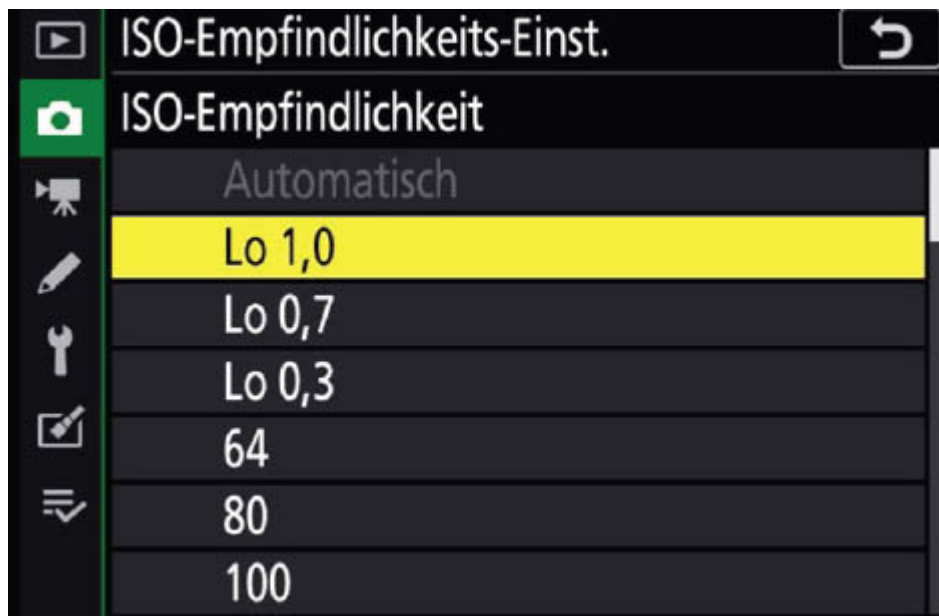 ISO-Empfindlichkeits-Einst.
ISO-Empfindlichkeit
Automatisch
Lo 1,0
Lo 0,7
Lo 0,3
64
80
100